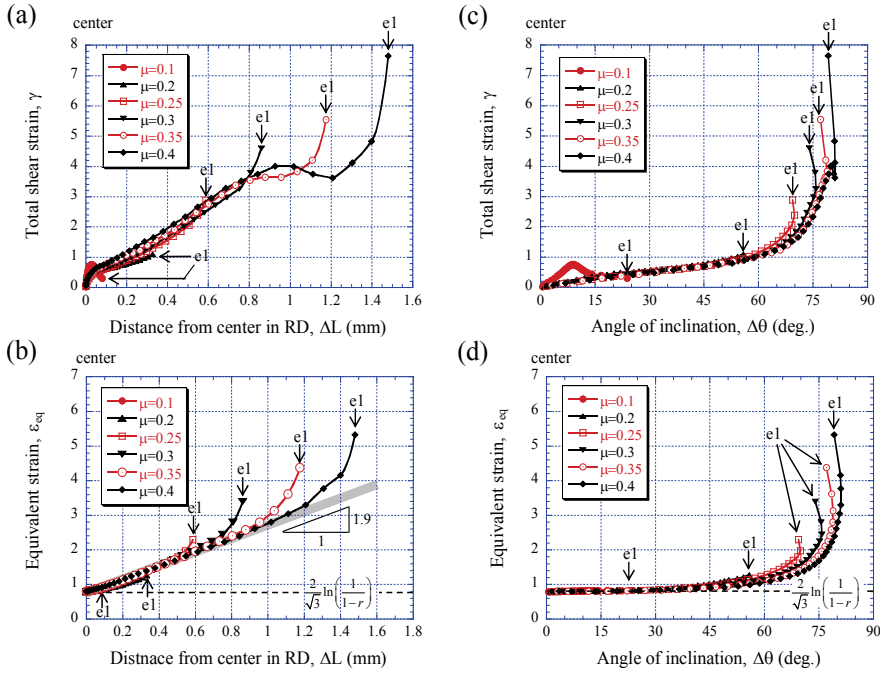 (a)
center
Total shear strain, γ
8
7
6
5
4
3
2
1
0
μ=0.1
μ=0.2
μ=0.25
μ=0.3
μ=0.35
μ=0.4
e1
e1
e1
e1
e1
0 0.2 0.4 0.6 0.8 1 1.2 1.4 1.6
Distance from center in RD, ΔL (mm)
(c)
center
Total shear strain, γ
8
7
6
5
4
3
2
1
0
μ=0.1
μ=0.2
μ=0.25
μ=0.3
μ=0.35
μ=0.4
e1
e1
e1
e1
e1
e1
0 15 30 45 60 75 90
Angle of inclination, Δθ (deg.)
(b)
center
Equivalent strain, εeq
7
6
5
4
3
2
1
0
μ=0.1
μ=0.2
μ=0.25
μ=0.3
μ=0.35
μ=0.4
e1
e1
e1
e1
e1
e1
1.9
1
2/√3 ln(1/(1−r))
0 0.2 0.4 0.6 0.8 1 1.2 1.4 1.6 1.8
Distnace from center in RD, ΔL (mm)
(d)
center
Equivalent strain, εeq
7
6
5
4
3
2
1
0
μ=0.1
μ=0.2
μ=0.25
μ=0.3
μ=0.35
μ=0.4
e1
e1
e1
e1
2/√3 ln(1/(1−r))
0 15 30 45 60 75 90
Angle of inclination, Δθ (deg.)